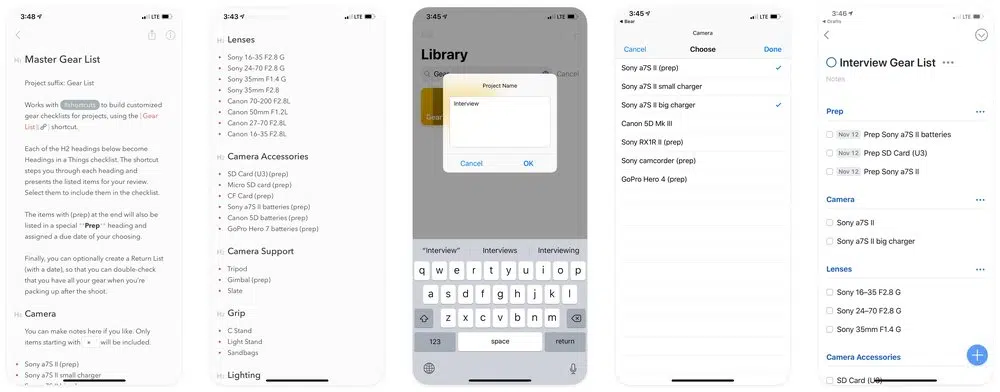 3:48
LTE
H1 Master Gear List
Project suffix: Gear List
Works with #shortcuts to build customized
gear checklists for projects, using the [Gear
List] shortcut.
Each of the H2 headings below become
Headings in a Things checklist. The shortcut
steps you through each heading and
presents the listed items for your review.
Select them to include them in the checklist.
The items with (prep) at the end will also be
listed in a special **Prep** heading and
assigned a due date of your choosing.
Finally, you can optionally create a Return List
(with a date), so that you can double-check
that you have all your gear when you're
packing up after the shoot.
H2 Camera
You can make notes here if you like. Only
items starting with * will be included.
• Sony a7S II (prep)
• Sony a7S II small charger
3:43
LTE
H2 Lenses
• Sony 16-35 F2.8 G
• Sony 24-70 F2.8 G
• Sony 35mm F1.4 G
• Sony 35mm F2.8
• Canon 70-200 F2.8L
• Canon 50mm F1.2L
• Canon 27-70 F2.8L
• Canon 16-35 F2.8L
H2 Camera Accessories
• SD Card (U3) (prep)
• Micro SD card (prep)
• CF Card (prep)
• Sony a7S II batteries (prep)
• Canon 5D batteries (prep)
• GoPro Hero 7 batteries (prep)
H2 Camera Support
• Tripod
• Gimbal (prep)
• Slate
H2 Grip
• C Stand
• Light Stand
• Sandbags
H2 Lighting
3:45
LTE
Library
Gear
Cancel
Gear
Project Name
Interview
Cancel OK
"Interview" Interviews Interviewing
q w e r t y u i o p
a s d f g h j k l
z x c v b n m
123 space return
3:45
LTE
Bear
Camera
Cancel Choose Done
Sony a7S II (prep)
Sony a7S II small charger
Sony a7S II big charger
Canon 5D Mk III
Sony RX1R II (prep)
Sony camcorder (prep)
GoPro Hero 4 (prep)
3:46
LTE
Drafts
Interview Gear List
Notes
Prep
Nov 12 Prep Sony a7S II batteries
Nov 12 Prep SD Card (U3)
Nov 12 Prep Sony a7S II
Camera
Sony a7S II
Sony a7S II big charger
Lenses
Sony 16–35 F2.8 G
Sony 24–70 F2.8 G
Sony 35mm F1.4 G
Camera Accessories
SD Card (U3)